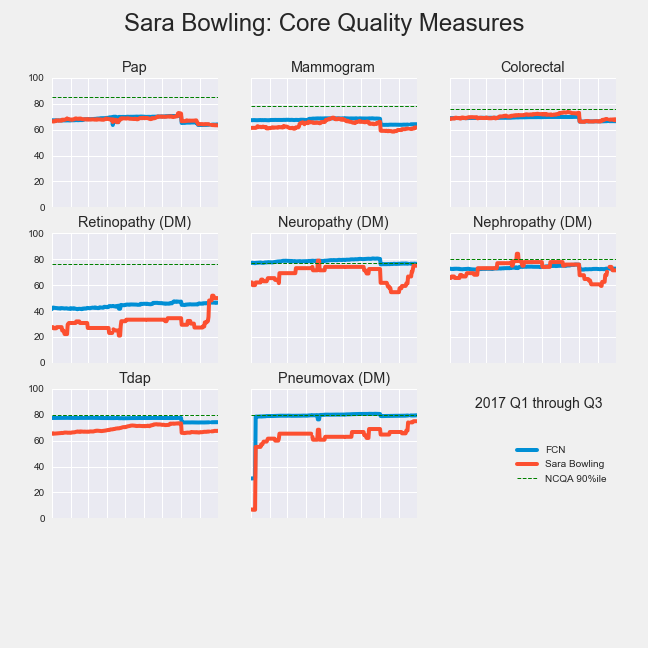 Sara Bowling: Core Quality Measures
Pap
Mammogram
Colorectal
100
80
60
40
20
0
Retinopathy (DM)
Neuropathy (DM)
Nephropathy (DM)
100
80
60
40
20
0
Tdap
Pneumovax (DM)
100
80
60
40
20
0
2017 Q1 through Q3
FCN
Sara Bowling
NCQA 90%ile